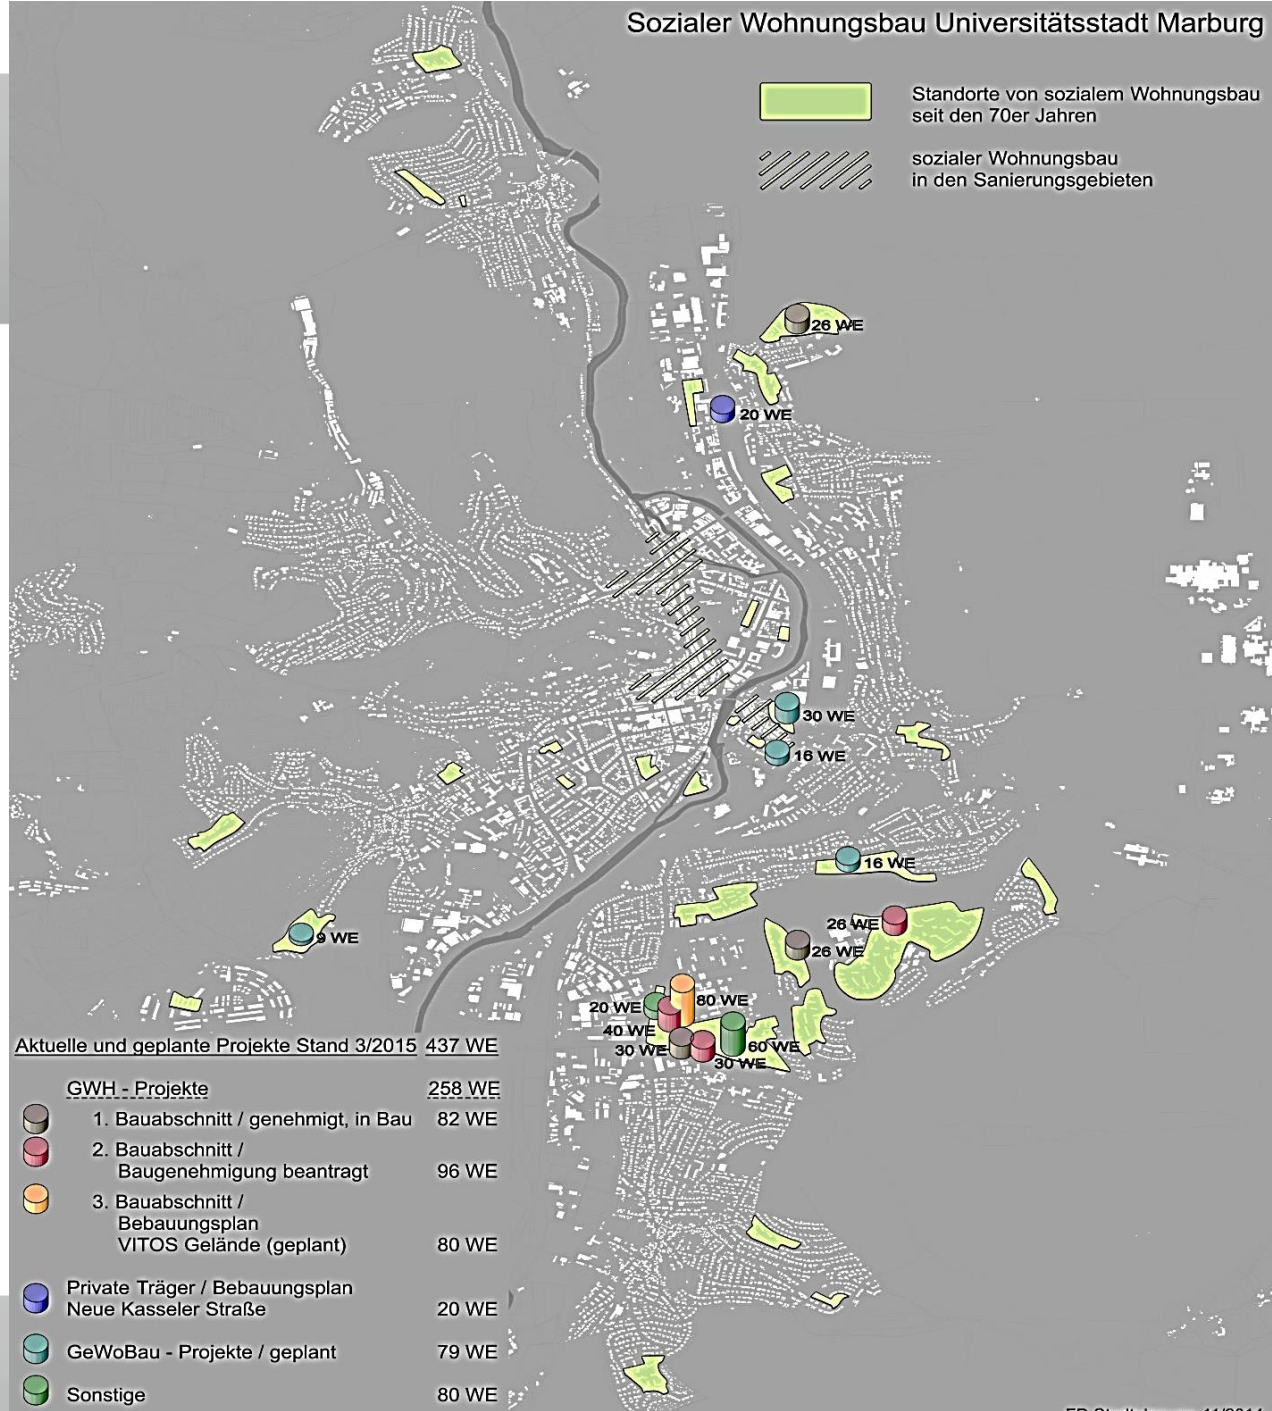 Sozialer Wohnungsbau Universitätsstadt Marburg
Standorte von sozialem Wohnungsbau
seit den 70er Jahren
sozialer Wohnungsbau
in den Sanierungsgebieten
26 WE
20 WE
30 WE
16 WE
16 WE
26 WE
26 WE
9 WE
80 WE
20 WE
40 WE
30 WE
60 WE
30 WE
Aktuelle und geplante Projekte Stand 3/2015 437 WE
GWH - Projekte 258 WE
1. Bauabschnitt / genehmigt, in Bau 82 WE
2. Bauabschnitt /
Baugenehmigung beantragt 96 WE
3. Bauabschnitt /
Bebauungsplan
VITOS Gelände (geplant) 80 WE
Private Träger / Bebauungsplan
Neue Kasseler Straße 20 WE
GeWoBau - Projekte / geplant 79 WE
Sonstige 80 WE